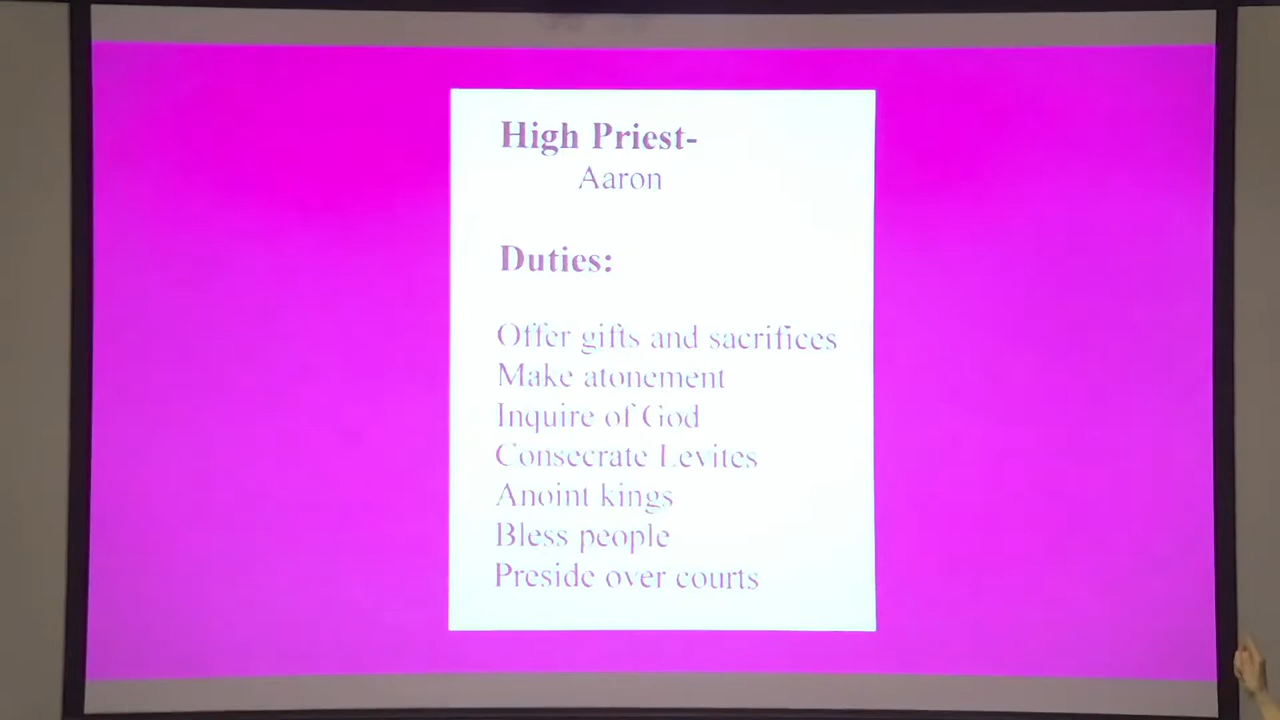 High Priest-
Aaron
Duties:
Offer gifts and sacrifices
Make atonement
Inquire of God
Consecrate Levites
Anoint kings
Bless people
Preside over courts